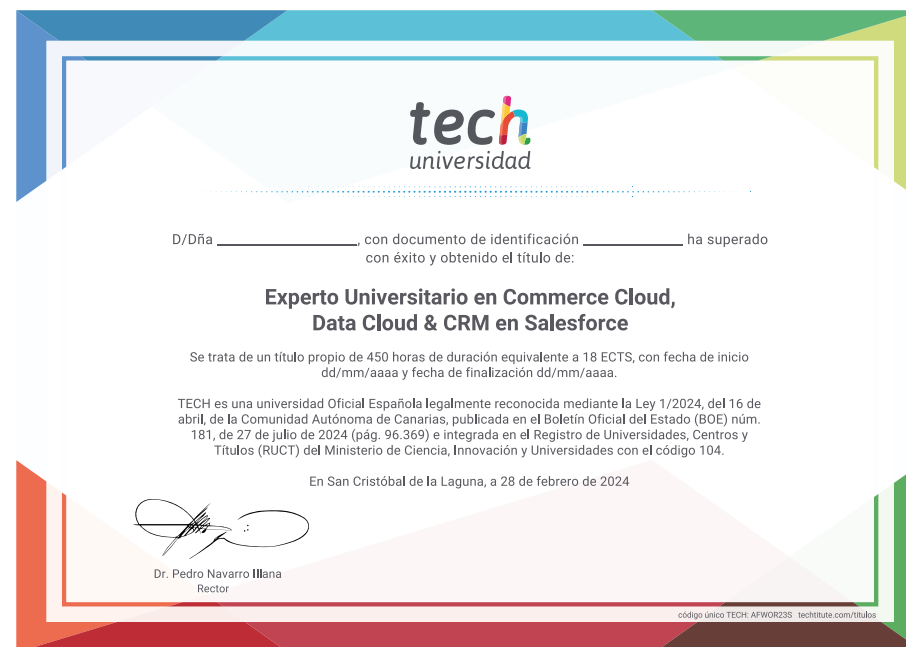 tech
universidad
D/Dña ____________________, con documento de identificación ______________ ha superado
con éxito y obtenido el título de:
Experto Universitario en Commerce Cloud,
Data Cloud & CRM en Salesforce
Se trata de un título propio de 450 horas de duración equivalente a 18 ECTS, con fecha de inicio
dd/mm/aaaa y fecha de finalización dd/mm/aaaa.
TECH es una universidad Oficial Española legalmente reconocida mediante la Ley 1/2024, del 16 de
abril, de la Comunidad Autónoma de Canarias, publicada en el Boletín Oficial del Estado (BOE) núm.
181, de 27 de julio de 2024 (pág. 96.369) e integrada en el Registro de Universidades, Centros y
Títulos (RUCT) del Ministerio de Ciencia, Innovación y Universidades con el código 104.
En San Cristóbal de la Laguna, a 28 de febrero de 2024
Dr. Pedro Navarro Illana
Rector
código único TECH: AFWOR23S techtitute.com/titulos